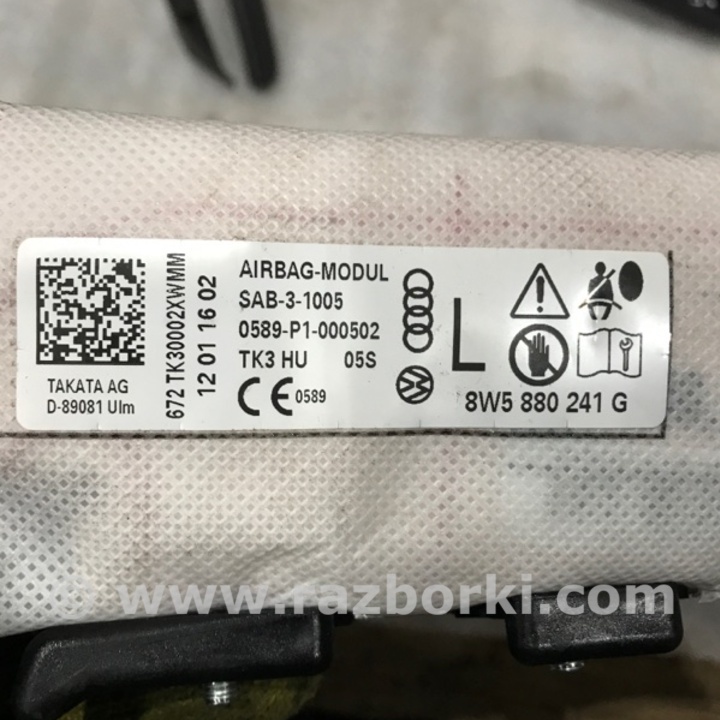 TAKATA AG
D-89081 Ulm
672 TK30002XWMMM
12 01 16 02
AIRBAG-MODUL
SAB-3-1005
0589-P1-000502
TK3 HU 05S
CE 0589
L
8W5 880 241 G
www.razborki.com